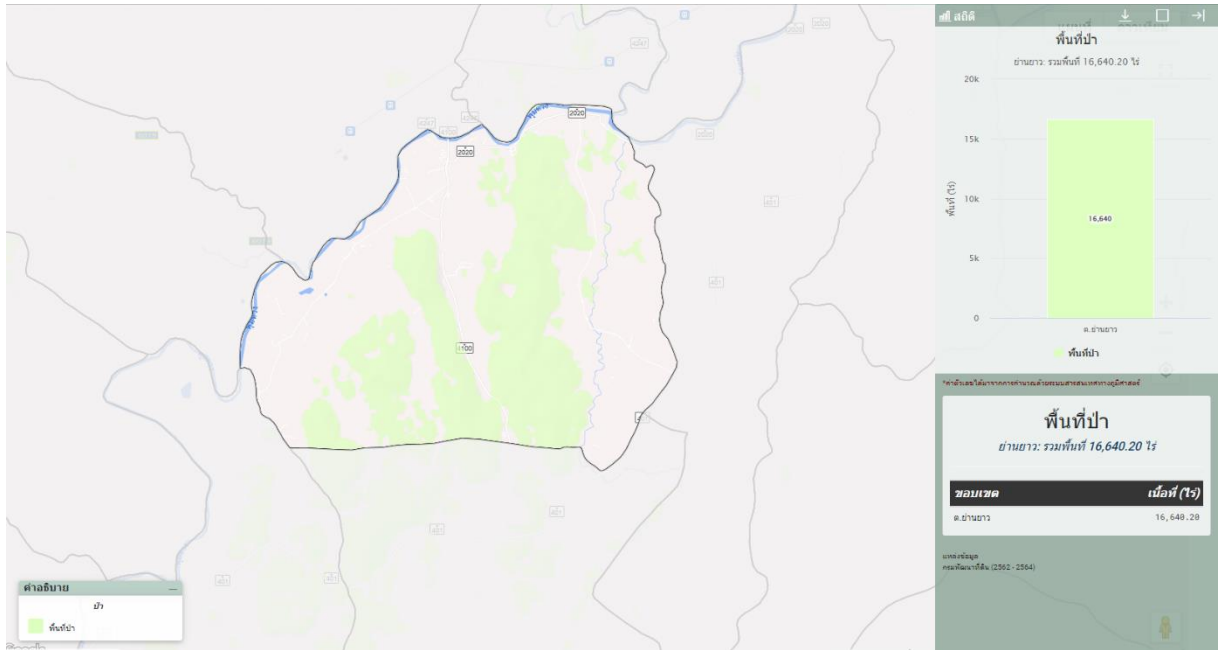 สถิติ
พื้นที่ป่า
ย่านยาว: รวมพื้นที่ 16,640.20 ไร่
20k
15k
10k
5k
0
พื้นที่ (ไร่)
16,640
ต.ย่านยาว
พื้นที่ป่า
*ค่าตัวเลขได้มาจากการคำนวณด้วยระบบสารสนเทศทางภูมิศาสตร์
พื้นที่ป่า
ย่านยาว: รวมพื้นที่ 16,640.20 ไร่
ขอบเขต เนื้อที่ (ไร่)
ต.ย่านยาว 16,640.20
แหล่งข้อมูล
กรมพัฒนาที่ดิน (2562 - 2564)
4247
2020
2020
4100
401
401
401
401
401
401
คำอธิบาย
ป่า
พื้นที่ป่า